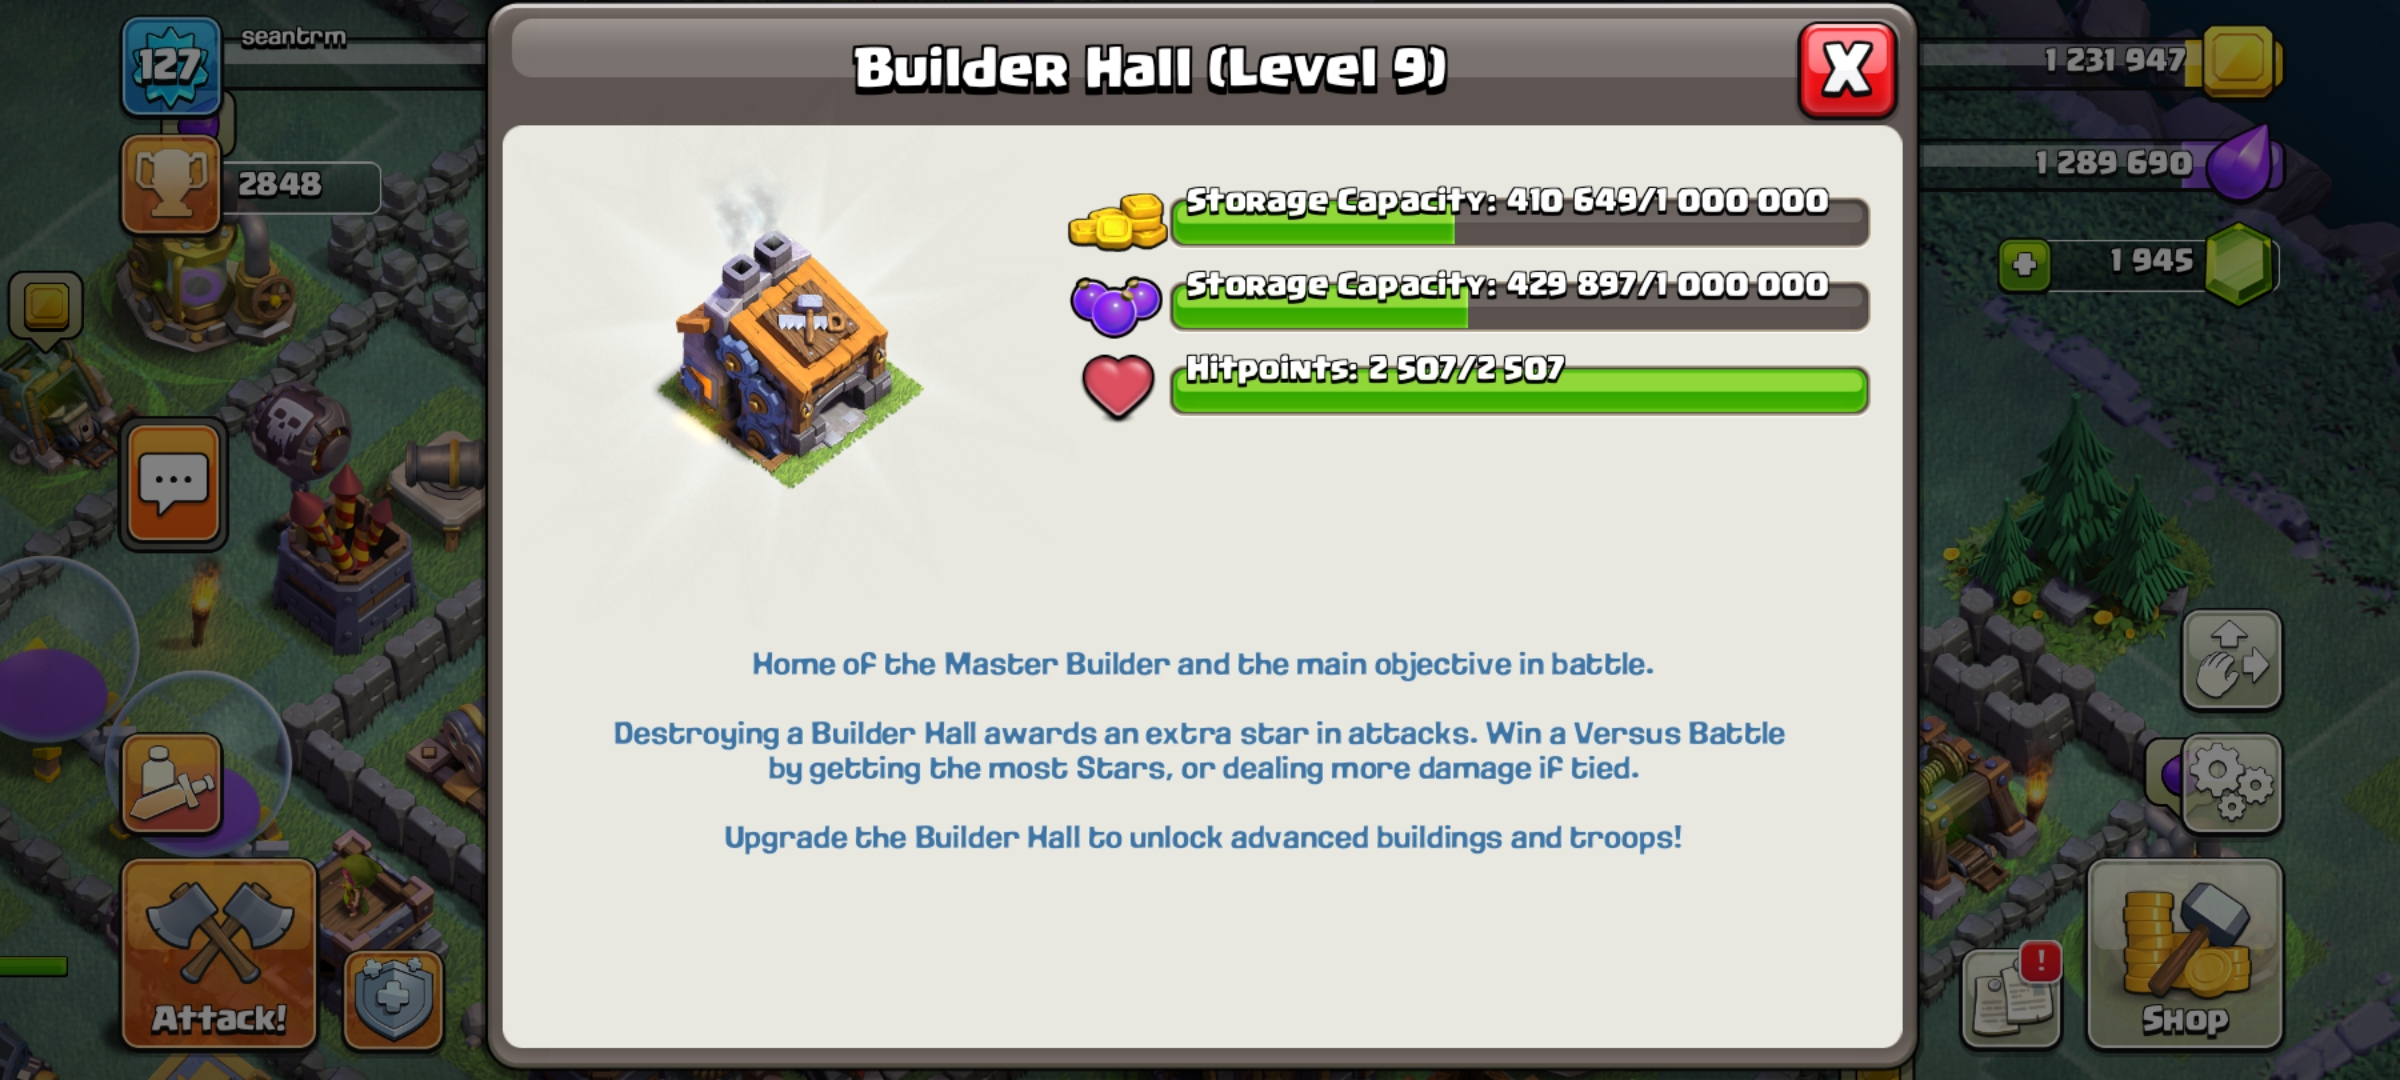 127
seantrm
Builder Hall (Level 9)
1 231 947
2848
1 289 690
1 945
Storage Capacity: 410 649/1 000 000
Storage Capacity: 429 897/1 000 000
Hitpoints: 2 507/2 507
Home of the Master Builder and the main objective in battle.
Destroying a Builder Hall awards an extra star in attacks. Win a Versus Battle
by getting the most Stars, or dealing more damage if tied.
Upgrade the Builder Hall to unlock advanced buildings and troops!
Attack!
!
Shop